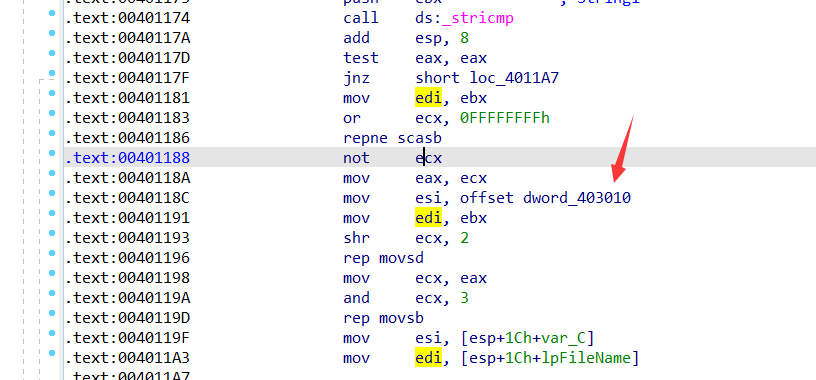 .text:00401173 push ebx ; String1
.text:00401174 call ds:_stricmp
.text:0040117A add esp, 8
.text:0040117D test eax, eax
.text:0040117F jnz short loc_4011A7
.text:00401181 mov edi, ebx
.text:00401183 or ecx, 0FFFFFFFFh
.text:00401186 repne scasb
.text:00401188 not ecx
.text:0040118A mov eax, ecx
.text:0040118C mov esi, offset dword_403010
.text:00401191 mov edi, ebx
.text:00401193 shr ecx, 2
.text:00401196 rep movsd
.text:00401198 mov ecx, eax
.text:0040119A and ecx, 3
.text:0040119D rep movsb
.text:0040119F mov esi, [esp+1Ch+var_C]
.text:004011A3 mov edi, [esp+1Ch+lpFileName]
.text:004011A7